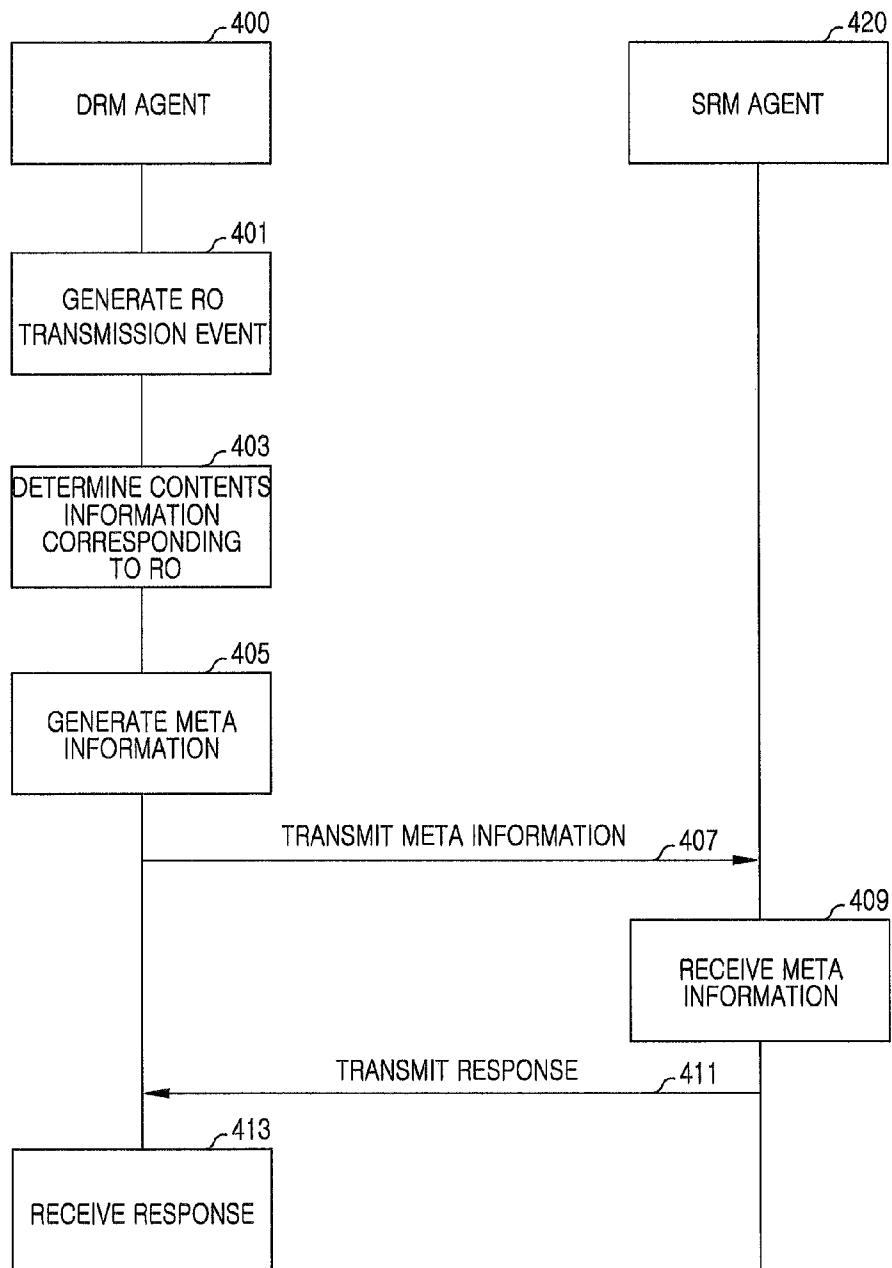 400
420
DRM AGENT
SRM AGENT
401
GENERATE RO
TRANSMISSION EVENT
403
DETERMINE CONTENTS
INFORMATION
CORRESPONDING
TO RO
405
GENERATE META
INFORMATION
TRANSMIT META INFORMATION
407
409
RECEIVE META
INFORMATION
TRANSMIT RESPONSE
411
413
RECEIVE RESPONSE